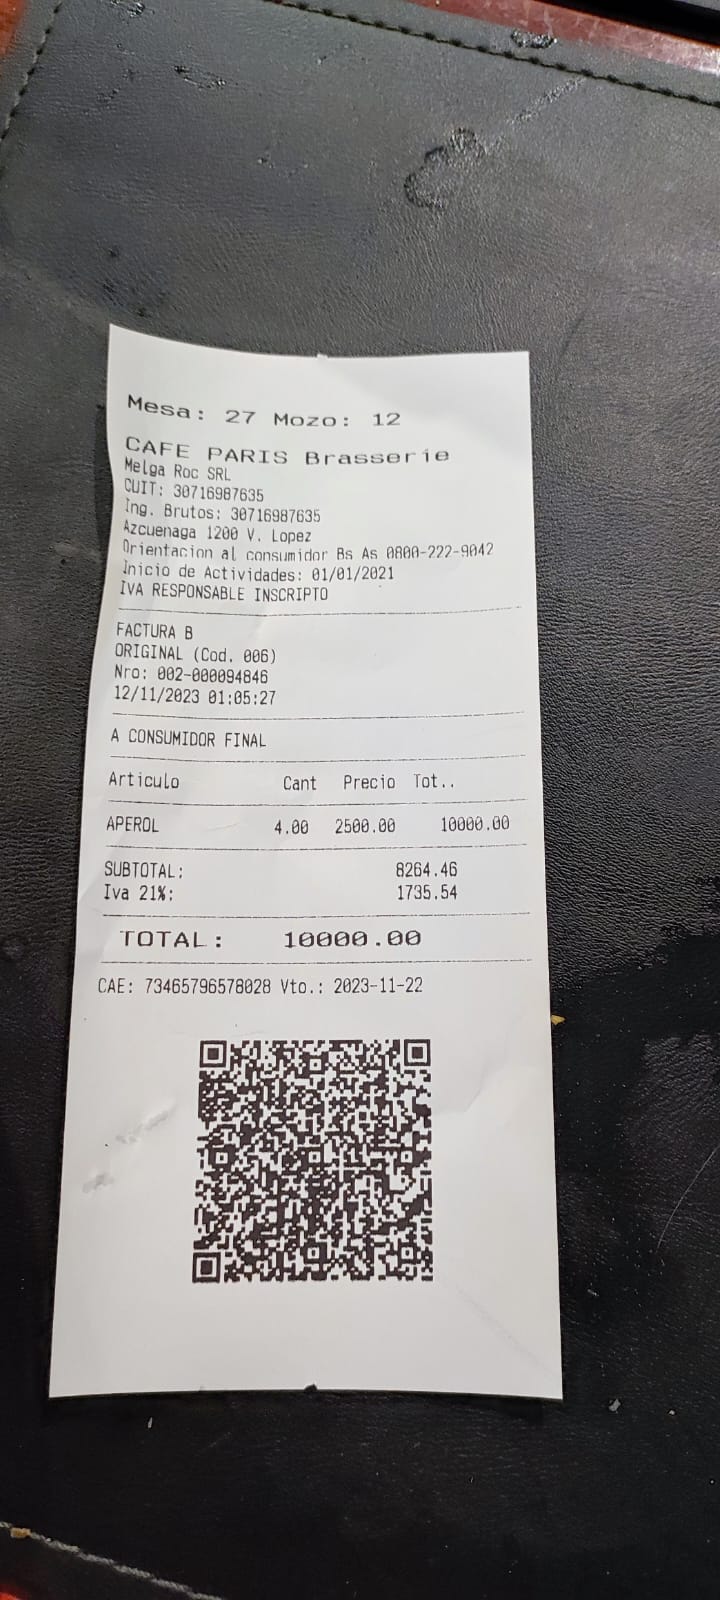 Mesa: 27 Mozo: 12
CAFE PARIS Brasserie
Melga Roc SRL
CUIT: 30716987635
Ing. Brutos: 30716987635
Azcuenaga 1200 V. Lopez
Orientacion al consumidor Bs As 0800-222-9042
Inicio de Actividades: 01/01/2021
IVA RESPONSABLE INSCRIPTO
FACTURA B
ORIGINAL (Cod. 006)
Nro: 002-000094846
12/11/2023 01:05:27
A CONSUMIDOR FINAL
Articulo Cant Precio Tot..
APEROL 4.00 2500.00 10000.00
SUBTOTAL: 8264.46
Iva 21%: 1735.54
TOTAL: 10000.00
CAE: 73465796578028 Vto.: 2023-11-22